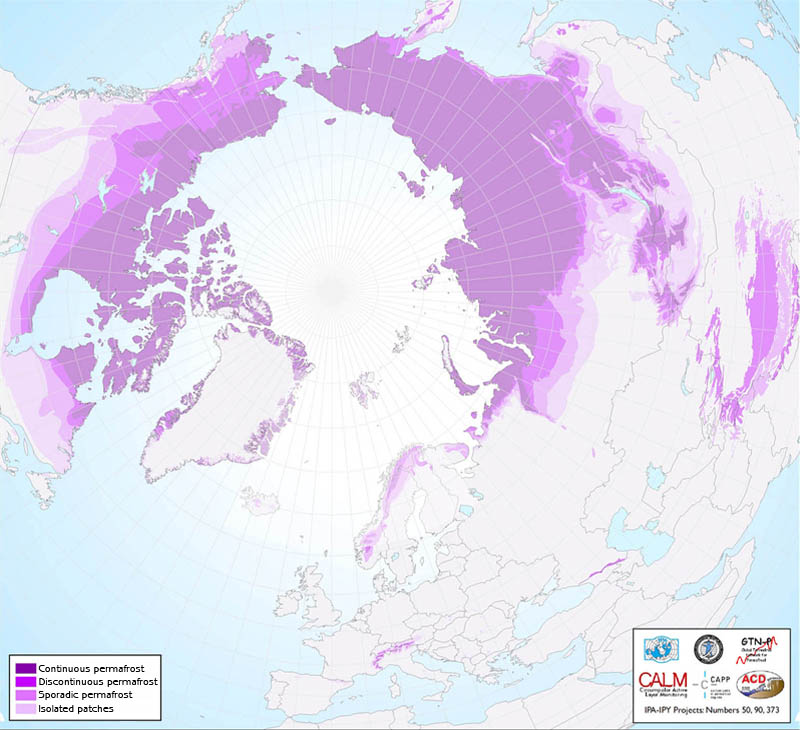 Continuous permafrost
Discontinuous permafrost
Sporadic permafrost
Isolated patches
GTN-P
CALM
Circumpolar Active
Layer Monitoring
C
CAPP
ACD
IPA-IPY Projects: Numbers 50, 90, 373